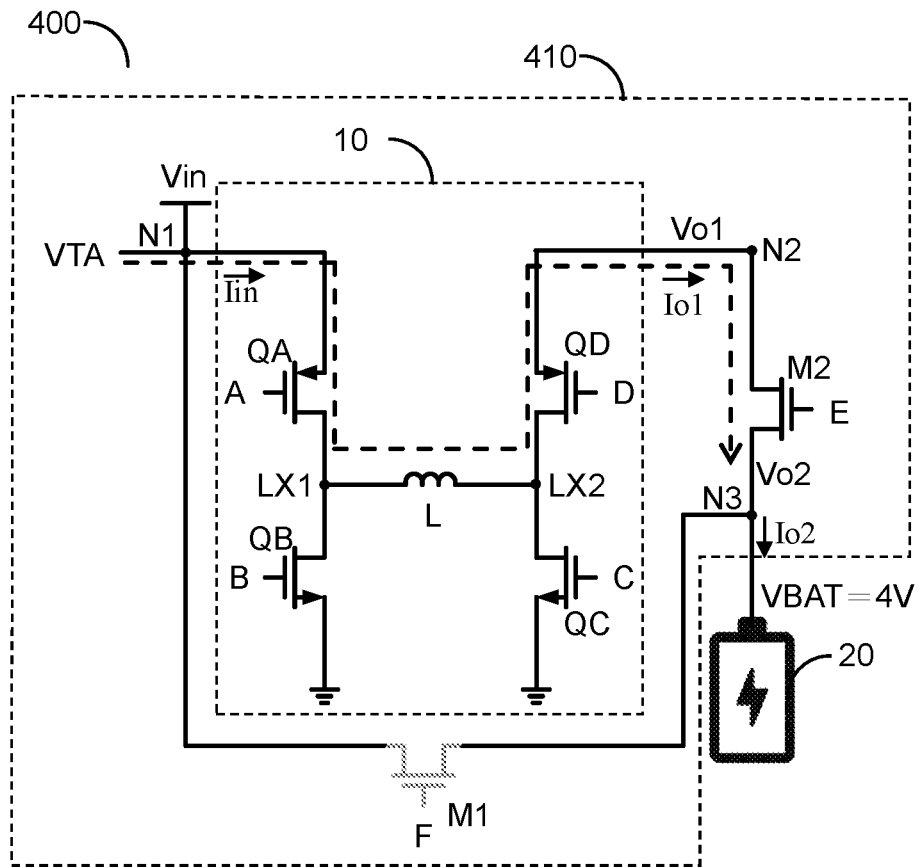 400
410
10
Vin
N1
VTA
Iin
Vo1
N2
Io1
QA
QD
M2
A
D
E
Vo2
LX1
L
LX2
N3
Io2
QB
B
C
QC
VBAT=4V
20
M1
F